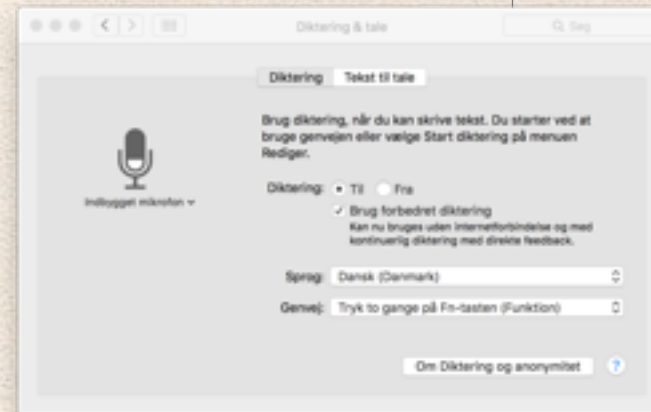 Diktering & tale
Søg
Diktering
Tekst til tale
Brug diktering, når du kan skrive tekst. Du starter ved at
bruge genvejen eller vælge Start diktering på menuen
Rediger.
Indbygget mikrofon
Diktering: Til Fra
Brug forbedret diktering
Kan nu bruges uden internetforbindelse og med
kontinuerlig diktering med direkte feedback.
Sprog: Dansk (Danmark)
Genvej: Tryk to gange på Fn-tasten (Funktion)
Om Diktering og anonymitet ?